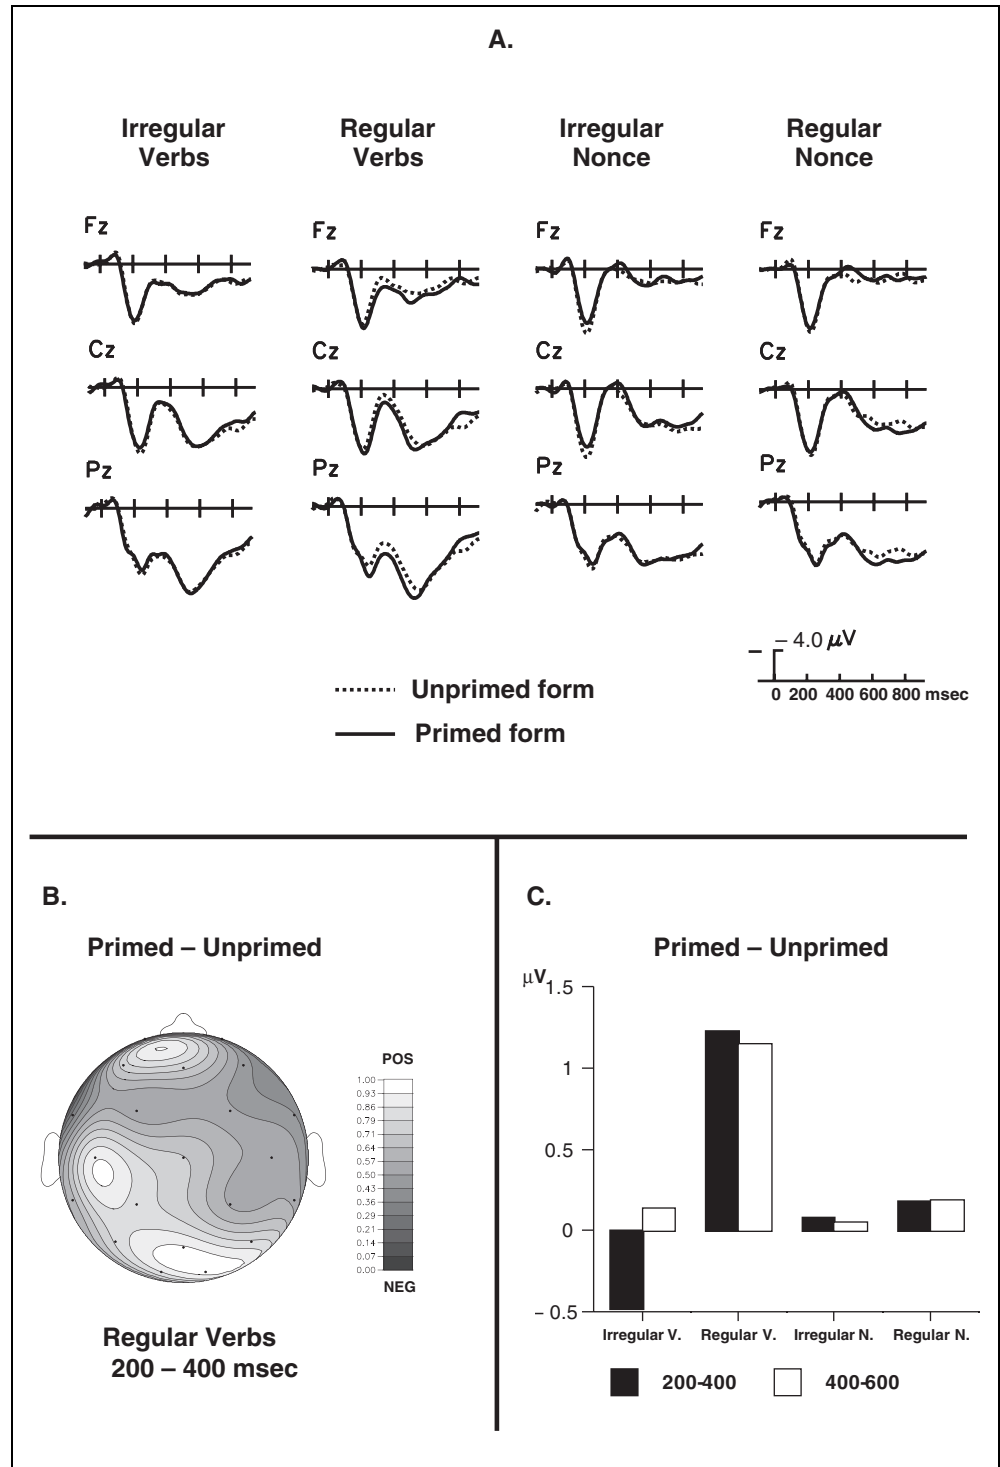 A.
Irregular Verbs
Regular Verbs
Irregular Nonce
Regular Nonce
Fz
Fz
Fz
Fz
Cz
Cz
Cz
Cz
Pz
Pz
Pz
Pz
– 4.0 µV
–
0 200 400 600 800 msec
Unprimed form
Primed form
B.
Primed – Unprimed
POS
1.00
0.93
0.86
0.79
0.71
0.64
0.57
0.50
0.43
0.36
0.29
0.21
0.14
0.07
0.00
NEG
Regular Verbs
200 – 400 msec
C.
Primed – Unprimed
µV
1.5
1
0.5
0
– 0.5
Irregular V. Regular V. Irregular N. Regular N.
200-400 400-600